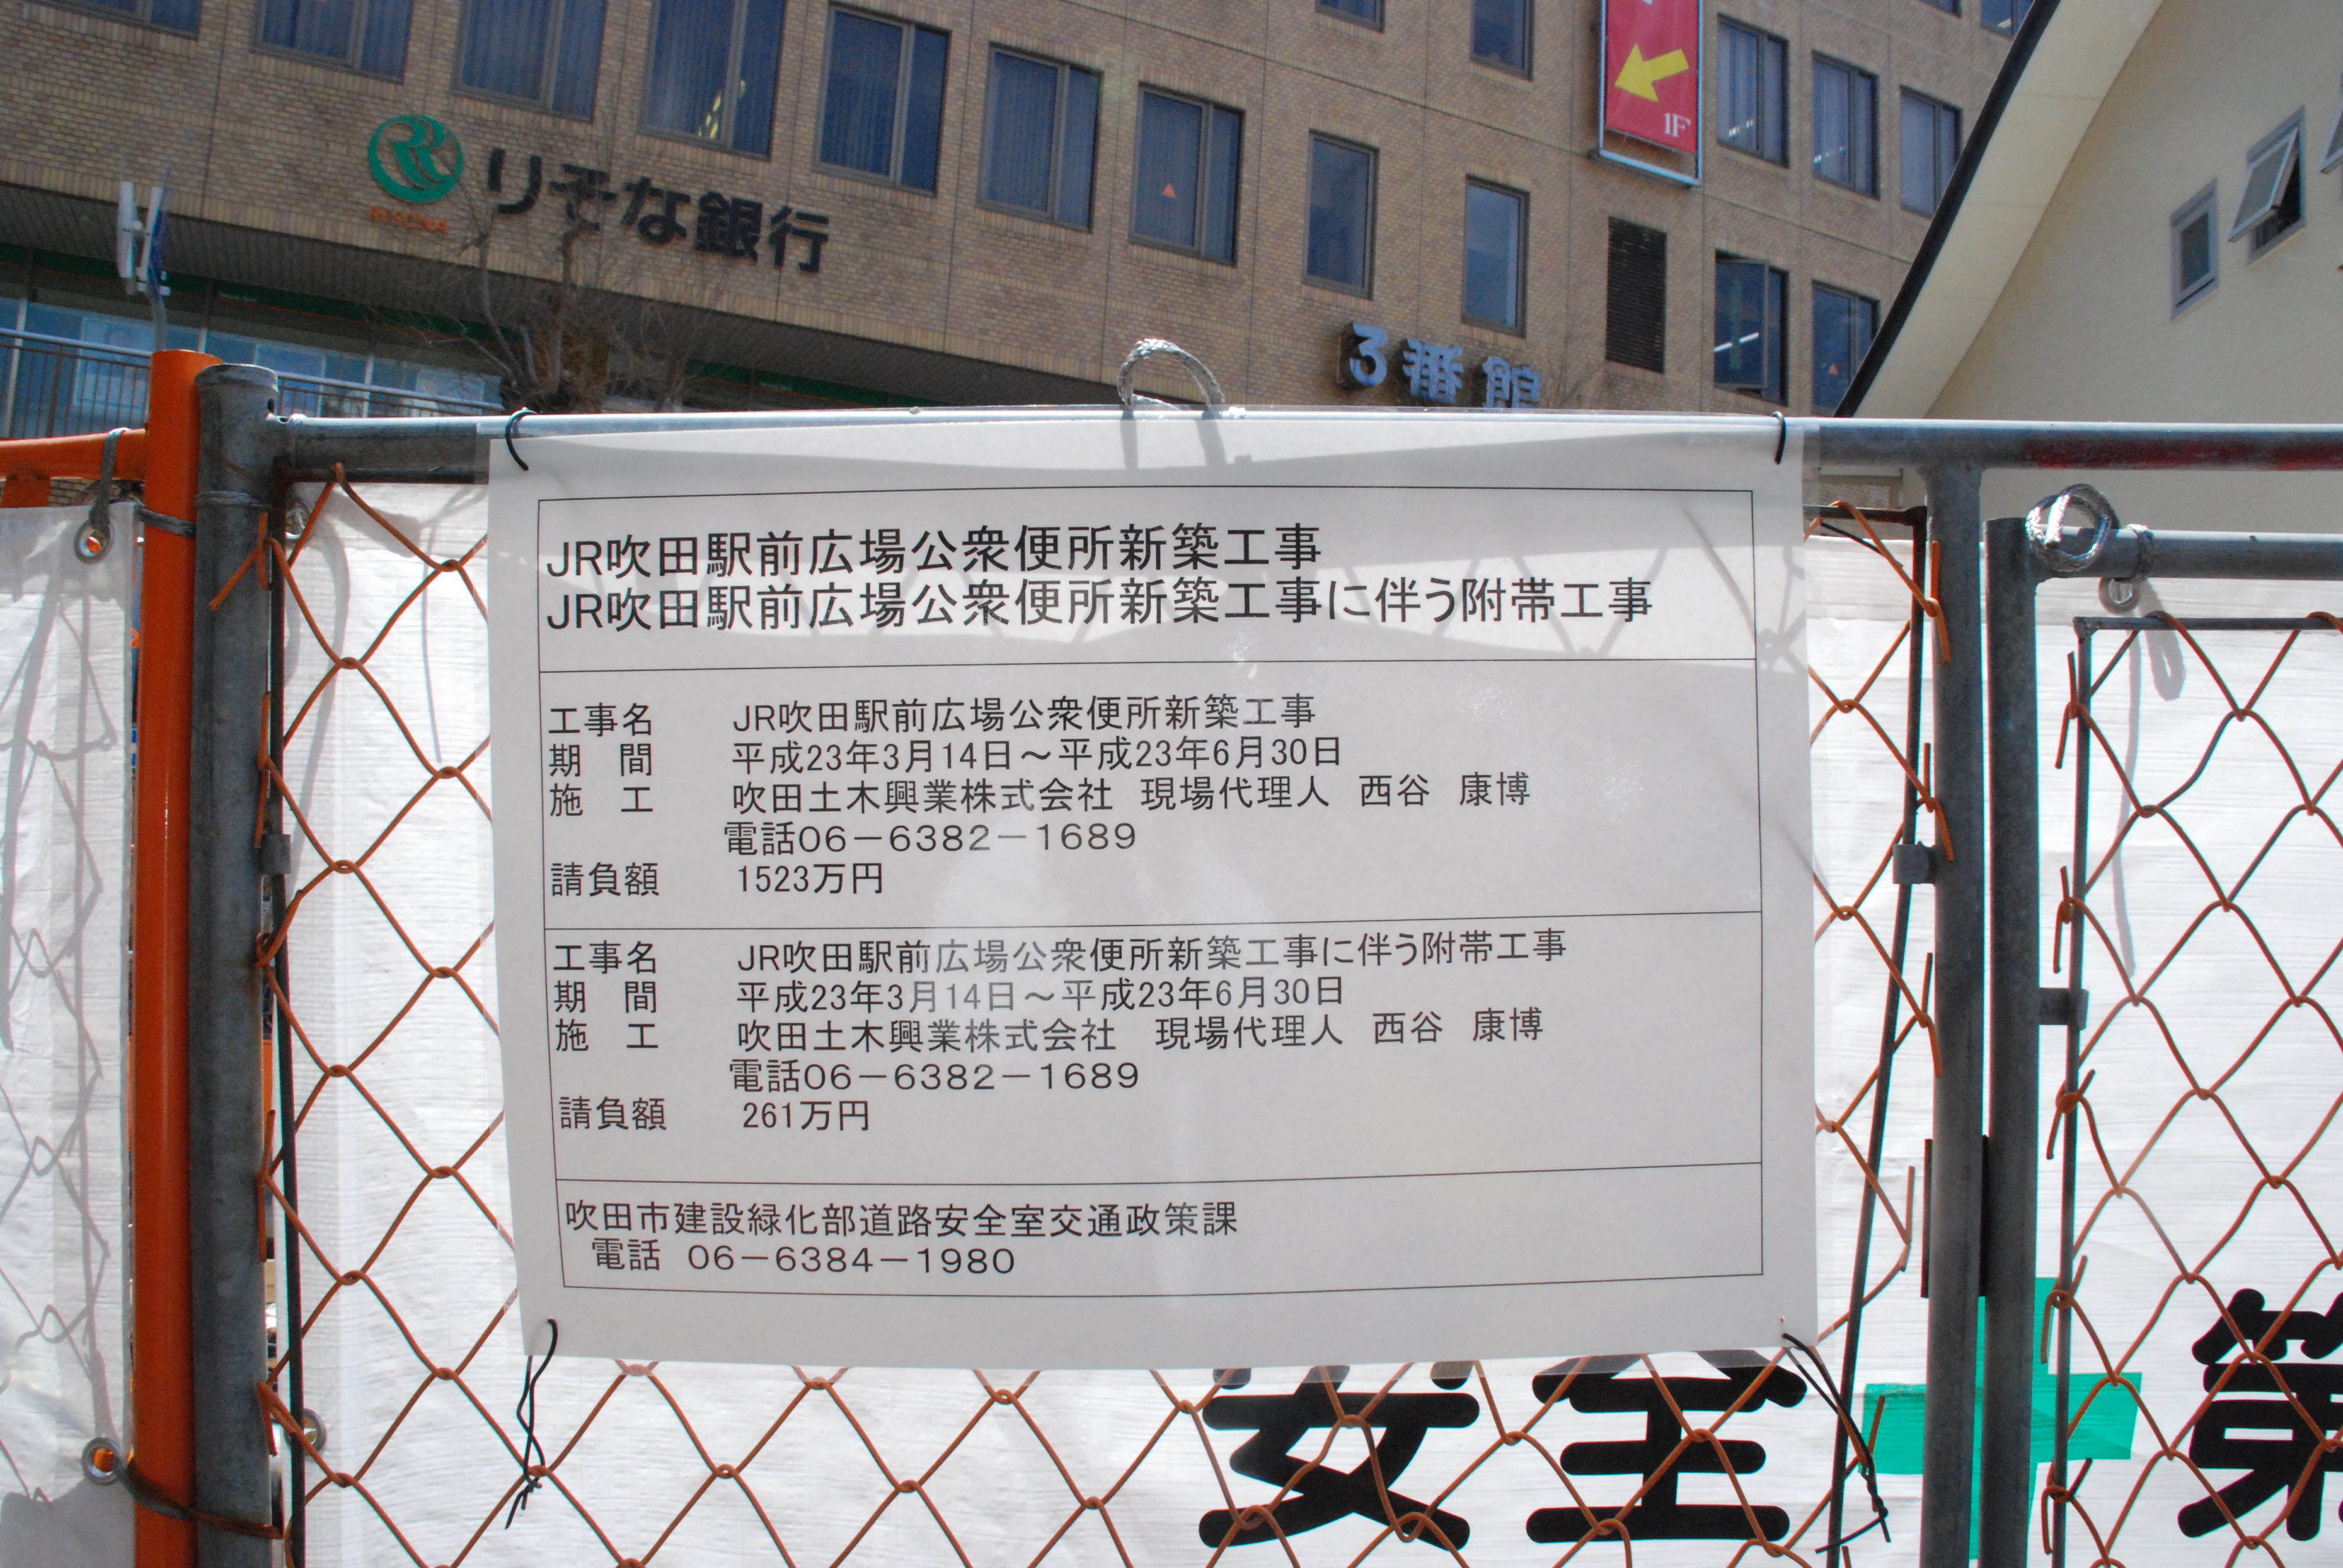 RESONA
りそな銀行
1F
3番館
JR吹田駅前広場公衆便所新築工事
JR吹田駅前広場公衆便所新築工事に伴う附帯工事
工事名 JR吹田駅前広場公衆便所新築工事
期 間 平成23年3月14日～平成23年6月30日
施 工 吹田土木興業株式会社 現場代理人 西谷 康博
電話06－6382－1689
請負額 1523万円
工事名 JR吹田駅前広場公衆便所新築工事に伴う附帯工事
期 間 平成23年3月14日～平成23年6月30日
施 工 吹田土木興業株式会社 現場代理人 西谷 康博
電話06－6382－1689
請負額 261万円
吹田市建設緑化部道路安全室交通政策課
電話 06－6384－1980
安全 第